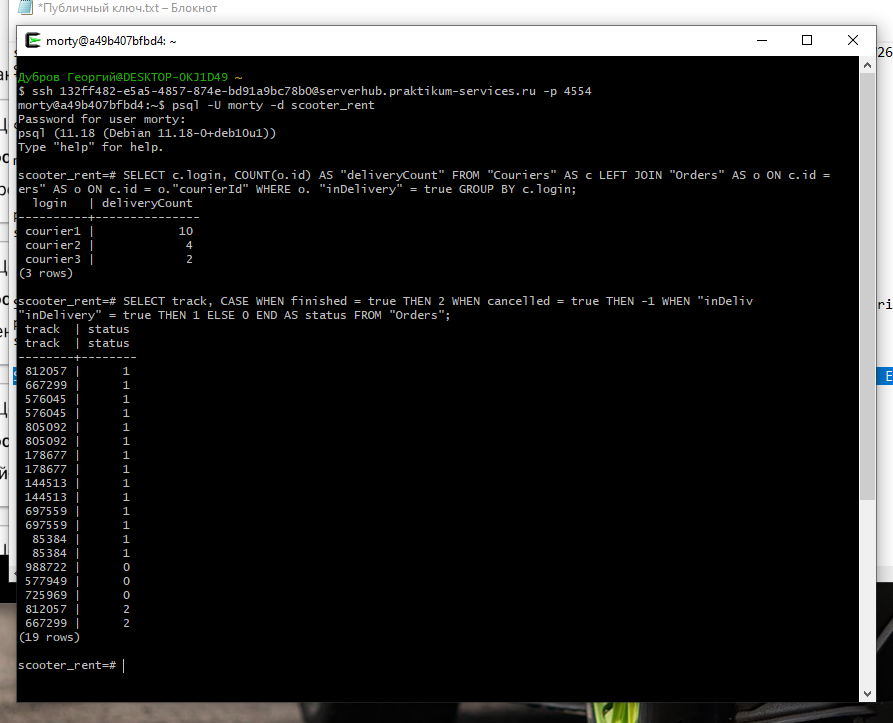 *Публичный ключ.txt – Блокнот
morty@a49b407bfbd4: ~
Дубров Георгий@DESKTOP-0KJ1D49 ~
$ ssh 132ff482-e5a5-4857-874e-bd91a9bc78b0@serverhub.praktikum-services.ru -p 4554
morty@a49b407bfbd4:~$ psql -U morty -d scooter_rent
Password for user morty:
psql (11.18 (Debian 11.18-0+deb10u1))
Type "help" for help.
scooter_rent=# SELECT c.login, COUNT(o.id) AS "deliveryCount" FROM "Couriers" AS c LEFT JOIN "Orders" AS o ON c.id =
ers" AS o ON c.id = o."courierId" WHERE o. "inDelivery" = true GROUP BY c.login;
login | deliveryCount
----------+---------------
courier1 | 10
courier2 | 4
courier3 | 2
(3 rows)
scooter_rent=# SELECT track, CASE WHEN finished = true THEN 2 WHEN cancelled = true THEN -1 WHEN "inDeliv
"inDelivery" = true THEN 1 ELSE 0 END AS status FROM "Orders";
track | status
track | status
--------+--------
812057 | 1
667299 | 1
576045 | 1
576045 | 1
805092 | 1
805092 | 1
178677 | 1
178677 | 1
144513 | 1
144513 | 1
697559 | 1
697559 | 1
85384 | 1
85384 | 1
988722 | 0
577949 | 0
725969 | 0
812057 | 2
667299 | 2
(19 rows)
scooter_rent=#
26
ri
E